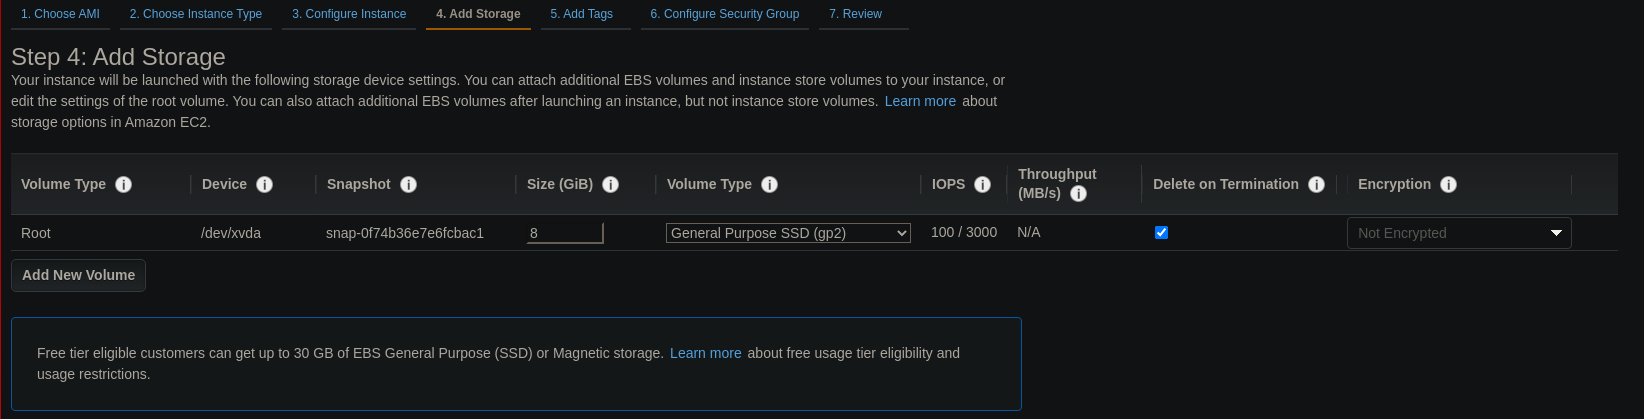 1. Choose AMI 2. Choose Instance Type 3. Configure Instance 4. Add Storage 5. Add Tags 6. Configure Security Group 7. Review
Step 4: Add Storage
Your instance will be launched with the following storage device settings. You can attach additional EBS volumes and instance store volumes to your instance, or
edit the settings of the root volume. You can also attach additional EBS volumes after launching an instance, but not instance store volumes. Learn more about
storage options in Amazon EC2.
Volume Type i Device i Snapshot i Size (GiB) i Volume Type i IOPS i Throughput (MB/s) i Delete on Termination i Encryption i
Root /dev/xvda snap-0f74b36e7e6fcbac1 8 General Purpose SSD (gp2) 100 / 3000 N/A Not Encrypted
Add New Volume
Free tier eligible customers can get up to 30 GB of EBS General Purpose (SSD) or Magnetic storage. Learn more about free usage tier eligibility and
usage restrictions.